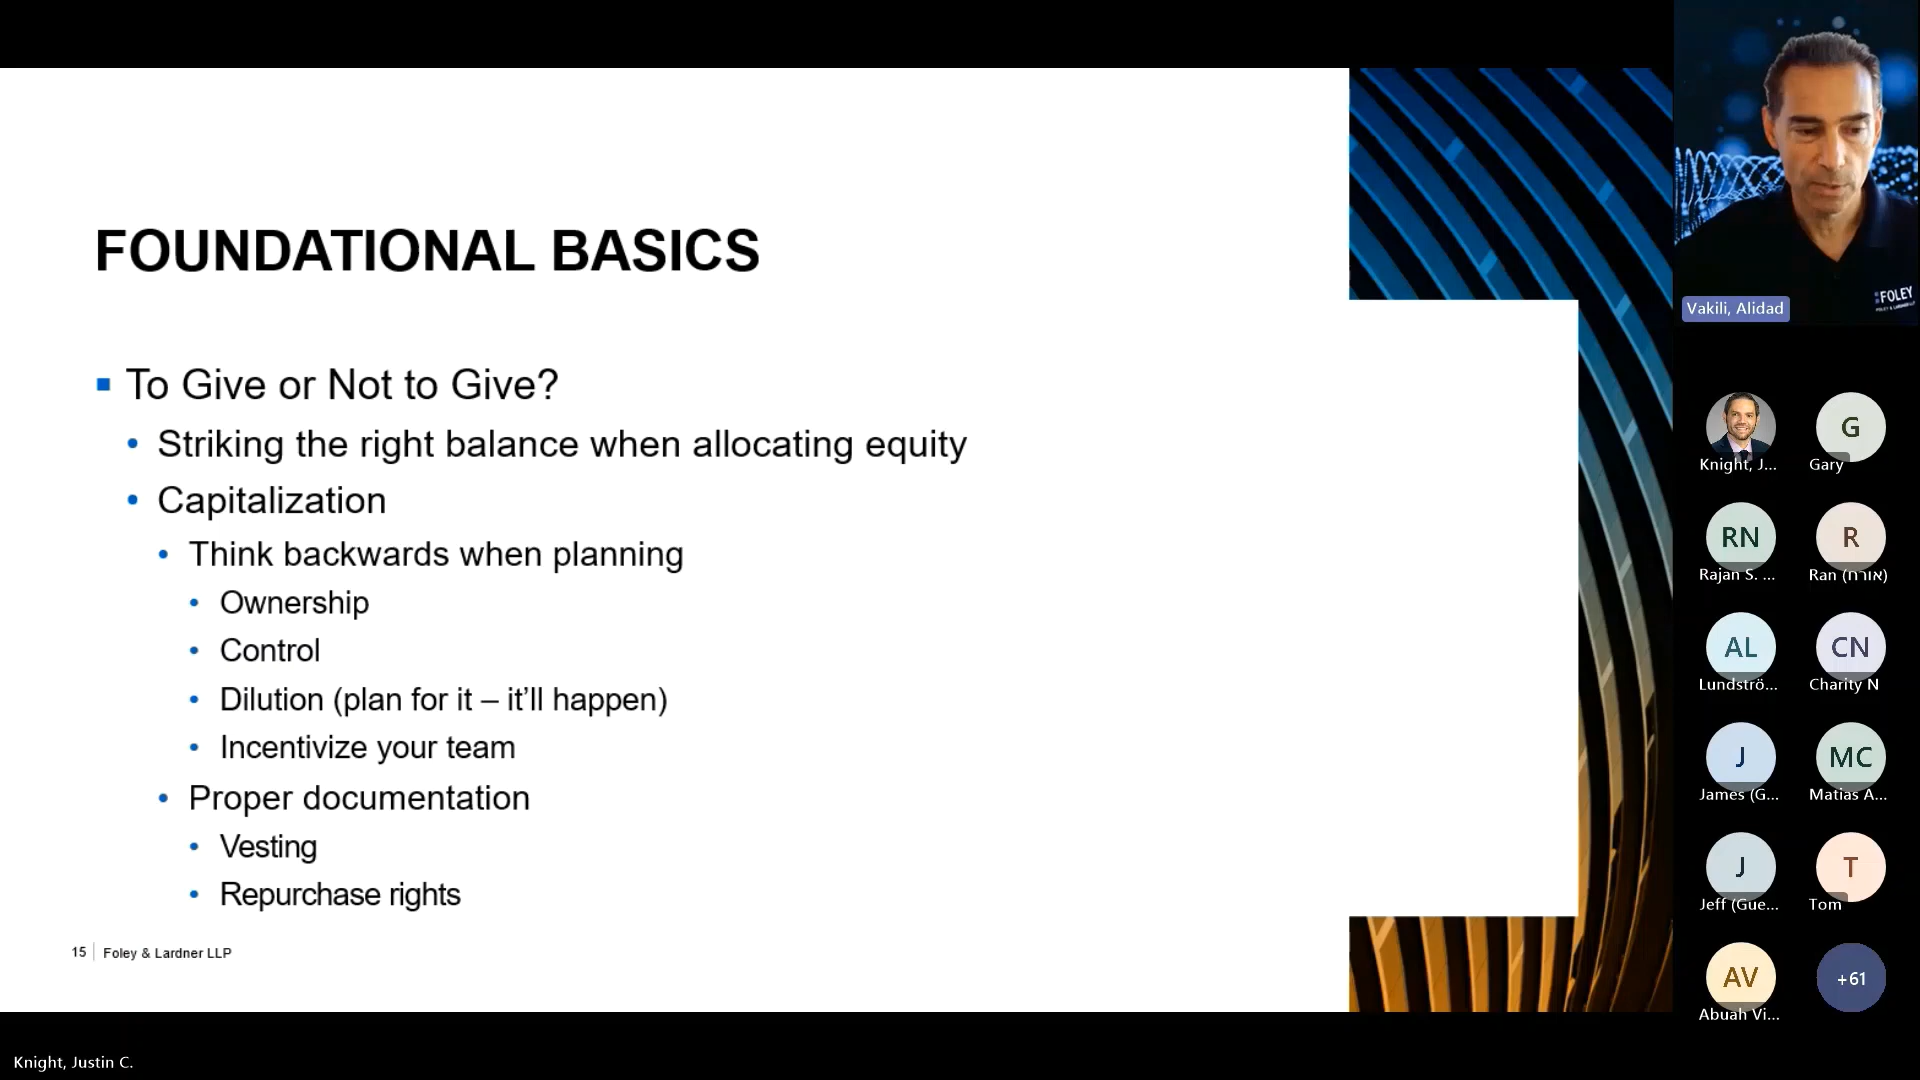 FOUNDATIONAL BASICS
To Give or Not to Give?
Striking the right balance when allocating equity
Capitalization
Think backwards when planning
Ownership
Control
Dilution (plan for it – it’ll happen)
Incentivize your team
Proper documentation
Vesting
Repurchase rights
15 Foley & Lardner LLP
FOLEY
FOLEY & LARDNER LLP
Vakili, Alidad
Knight, J...
G
Gary
RN
Rajan S. ...
R
Ran (אורח)
AL
Lundströ...
CN
Charity N
J
James (G...
MC
Matias A...
J
Jeff (Gue...
T
Tom
AV
Abuah Vi...
+61
Knight, Justin C.